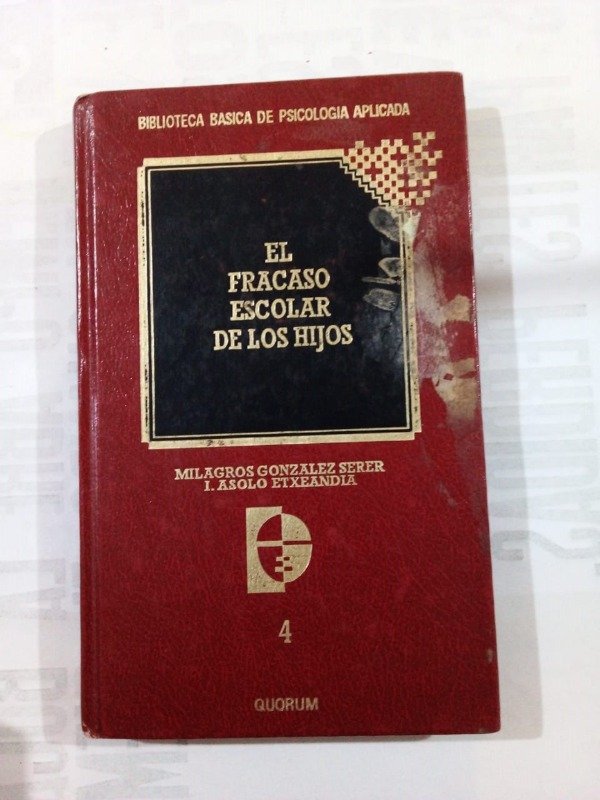 BIBLIOTECA BASICA DE PSICOLOGIA APLICADA
EL
FRACASO
ESCOLAR
DE LOS HIJOS
MILAGROS GONZALEZ SERER
I. ASOLO ETXEANDIA
4
QUORUM